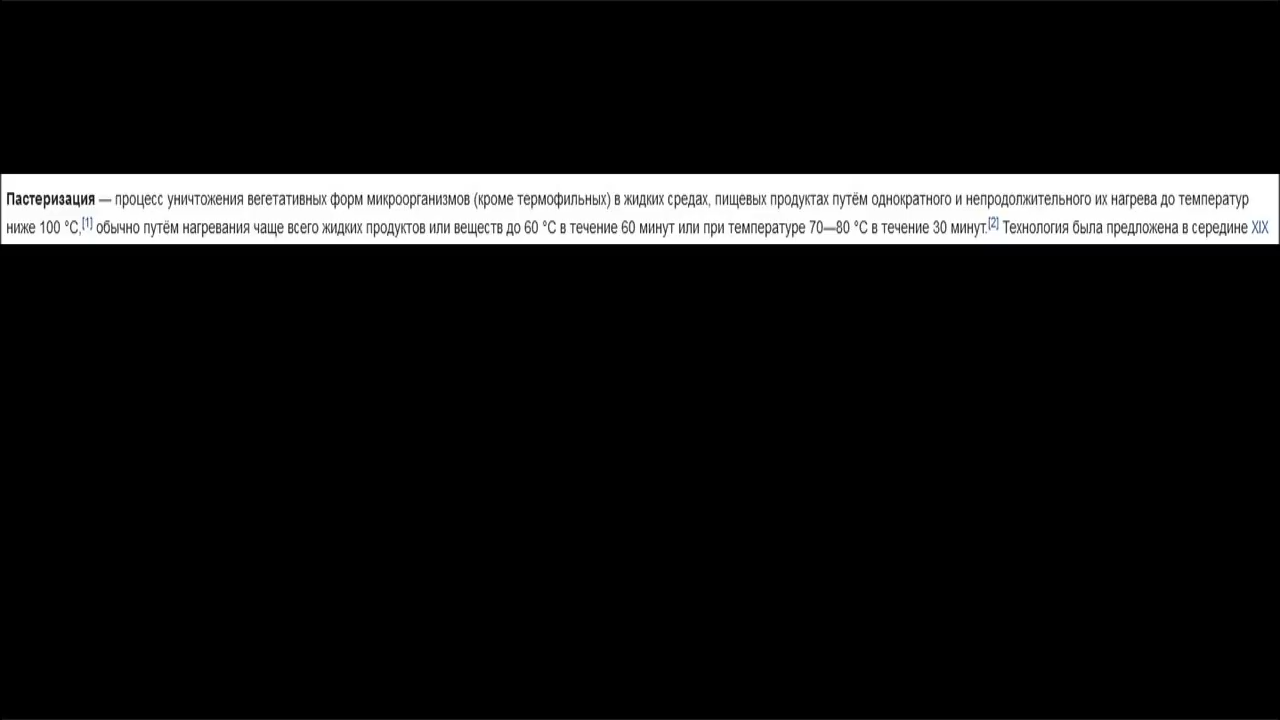 Пастеризация — процесс уничтожения вегетативных форм микроорганизмов (кроме термофильных) в жидких средах, пищевых продуктах путём однократного и непродолжительного их нагрева до температур
ниже 100 °C,[1] обычно путём нагревания чаще всего жидких продуктов или веществ до 60 °C в течение 60 минут или при температуре 70—80 °C в течение 30 минут.[2] Технология была предложена в середине XIX